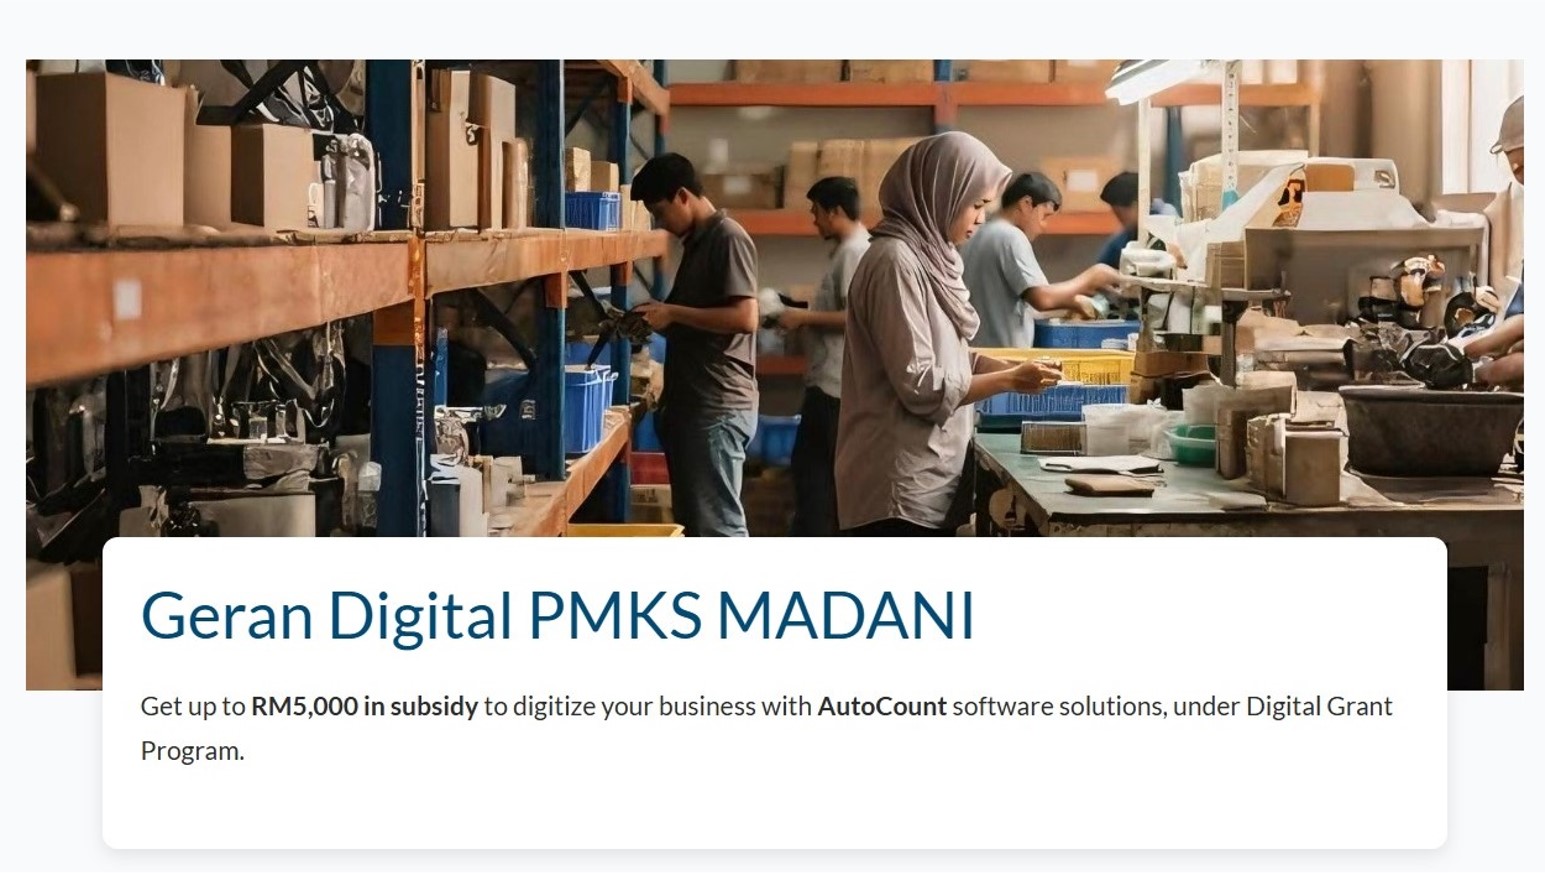 Geran Digital PMKS MADANI
Get up to RM5,000 in subsidy to digitize your business with AutoCount software solutions, under Digital Grant
Program.